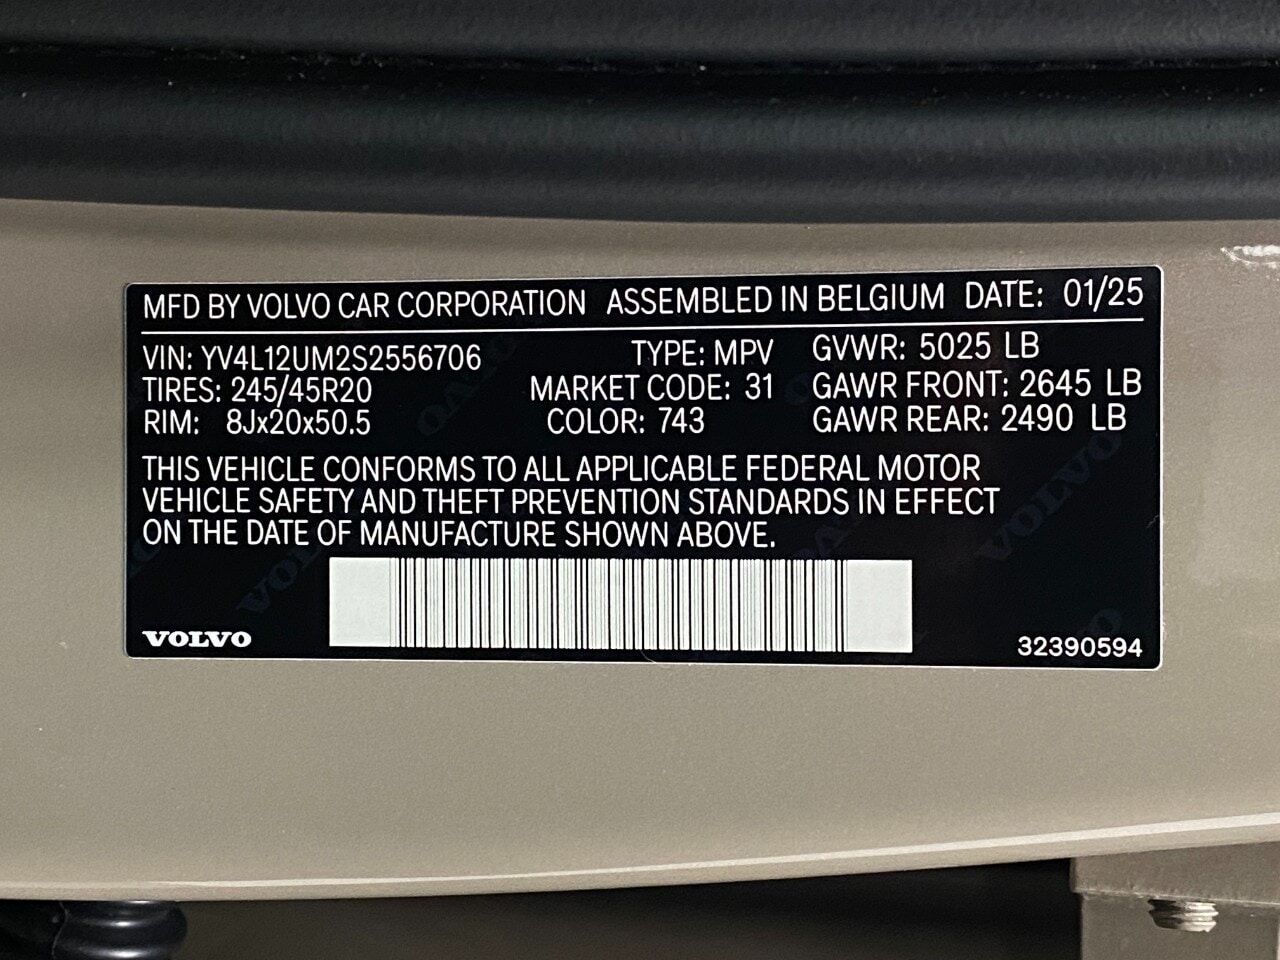 MFD BY VOLVO CAR CORPORATION ASSEMBLED IN BELGIUM DATE: 01/25
VIN: YV4L12UM2S2556706 TYPE: MPV GVWR: 5025 LB
TIRES: 245/45R20 MARKET CODE: 31 GAWR FRONT: 2645 LB
RIM: 8Jx20x50.5 COLOR: 743 GAWR REAR: 2490 LB
THIS VEHICLE CONFORMS TO ALL APPLICABLE FEDERAL MOTOR
VEHICLE SAFETY AND THEFT PREVENTION STANDARDS IN EFFECT
ON THE DATE OF MANUFACTURE SHOWN ABOVE.
VOLVO 32390594